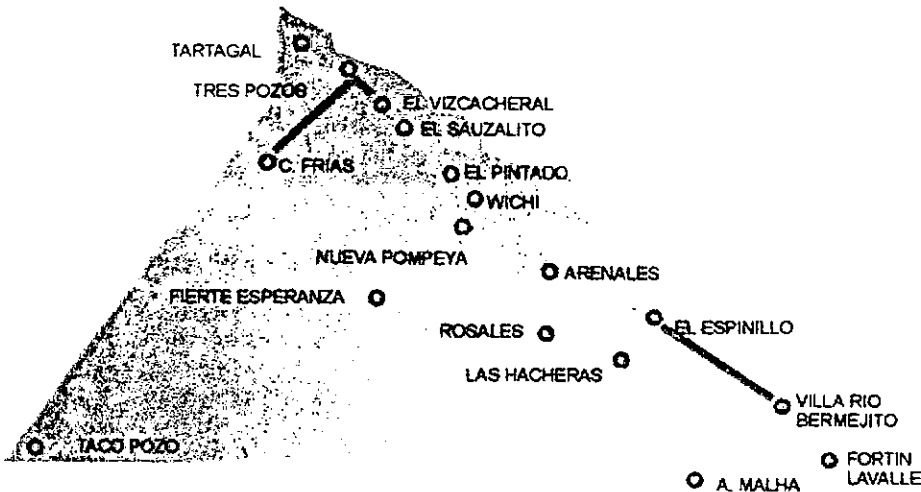 TARTAGAL
TRES POZOS
EL VIZCACHERAL
EL SAUZALITO
C. FRIAS
EL PINTADO
WICHI
NUEVA POMPEYA
ARENALES
FIERTE ESPERANZA
EL ESPINILLO
ROSALES
LAS HACHERAS
VILLA RIO
BERMEJITO
TACO POZO
FORTIN
LAVALLE
A. MALHA